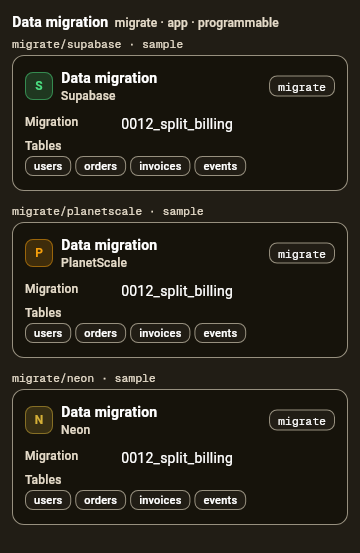 Data migration migrate · app · programmable
migrate/supabase · sample
S Data migration migrate
Supabase
Migration 0012_split_billing
Tables
users orders invoices events
migrate/planetscale · sample
P Data migration migrate
PlanetScale
Migration 0012_split_billing
Tables
users orders invoices events
migrate/neon · sample
N Data migration migrate
Neon
Migration 0012_split_billing
Tables
users orders invoices events